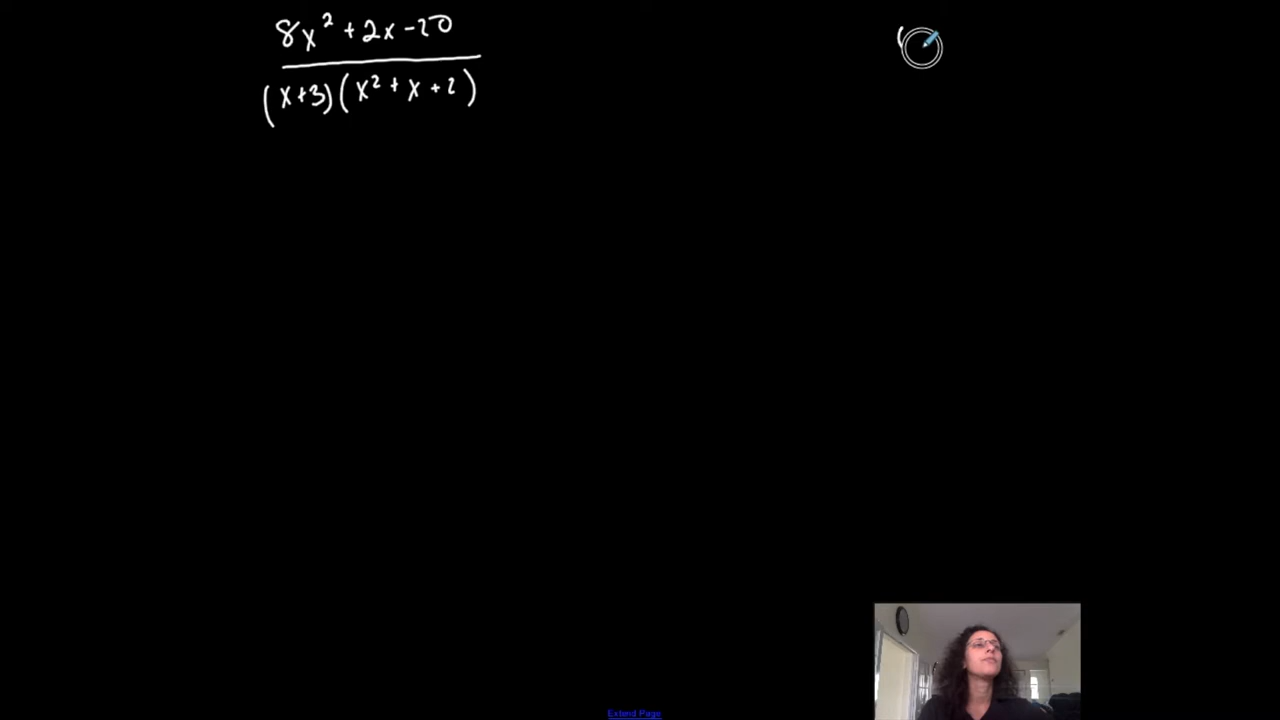 8x² + 2x - 20
(x+3)(x² + x + 2)
Extend Page